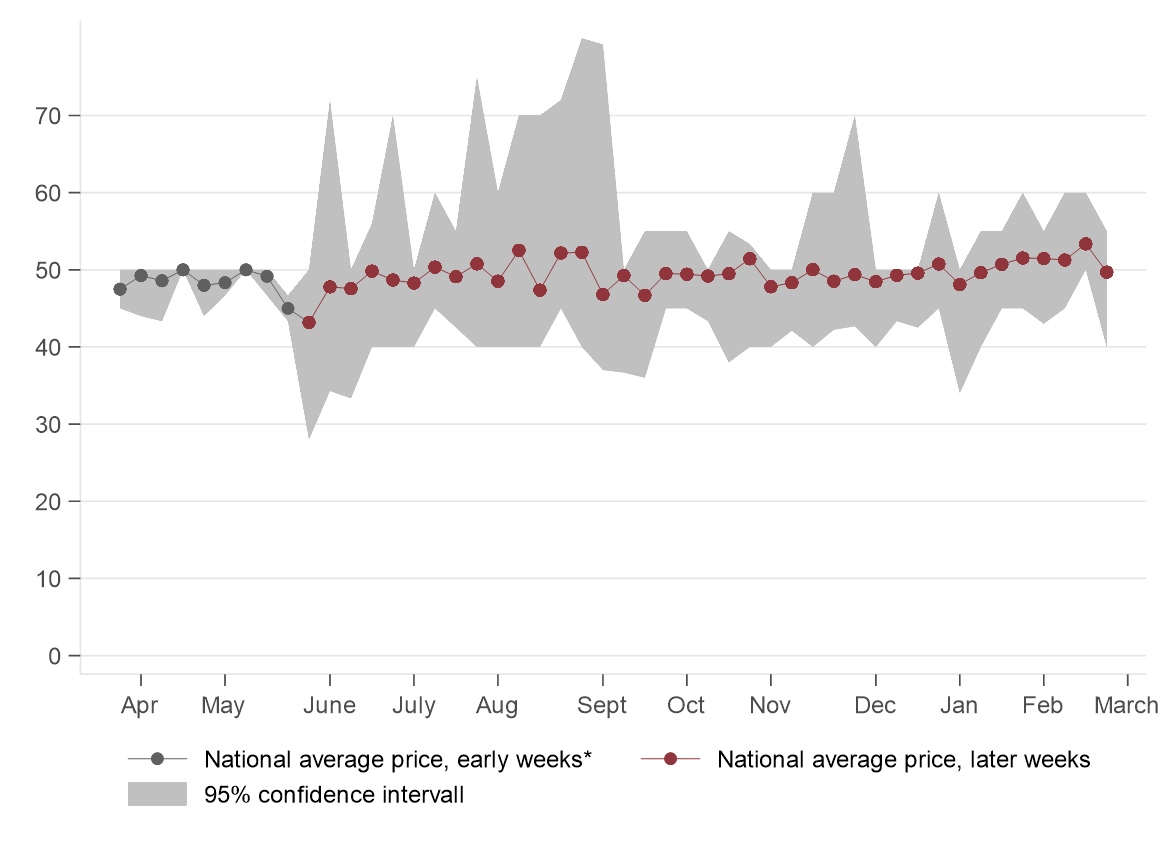 70
60
50
40
30
20
10
0
Apr May June July Aug Sept Oct Nov Dec Jan Feb March
National average price, early weeks* National average price, later weeks
95% confidence intervall